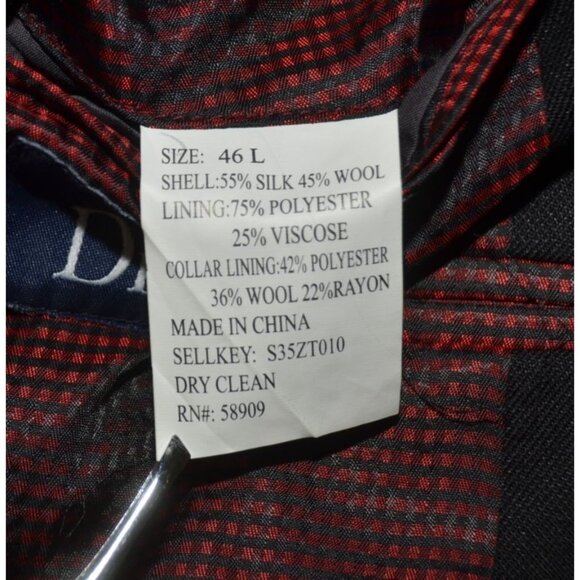 SIZE: 46 L
SHELL:55% SILK 45% WOOL
LINING:75% POLYESTER
25% VISCOSE
COLLAR LINING:42% POLYESTER
36% WOOL 22%RAYON
MADE IN CHINA
SELLKEY: S35ZT010
DRY CLEAN
RN#: 58909